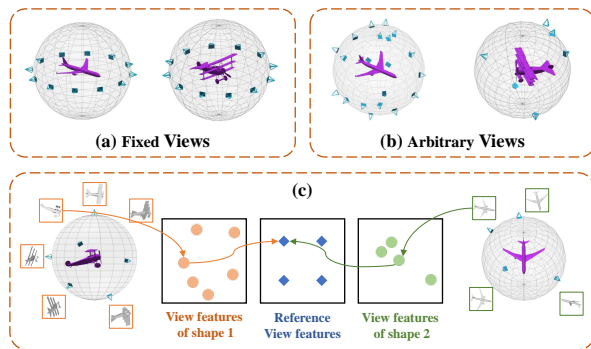 (a) Fixed Views
(b) Arbitrary Views
(c)
View features
of shape 1
Reference
View features
View features
of shape 2